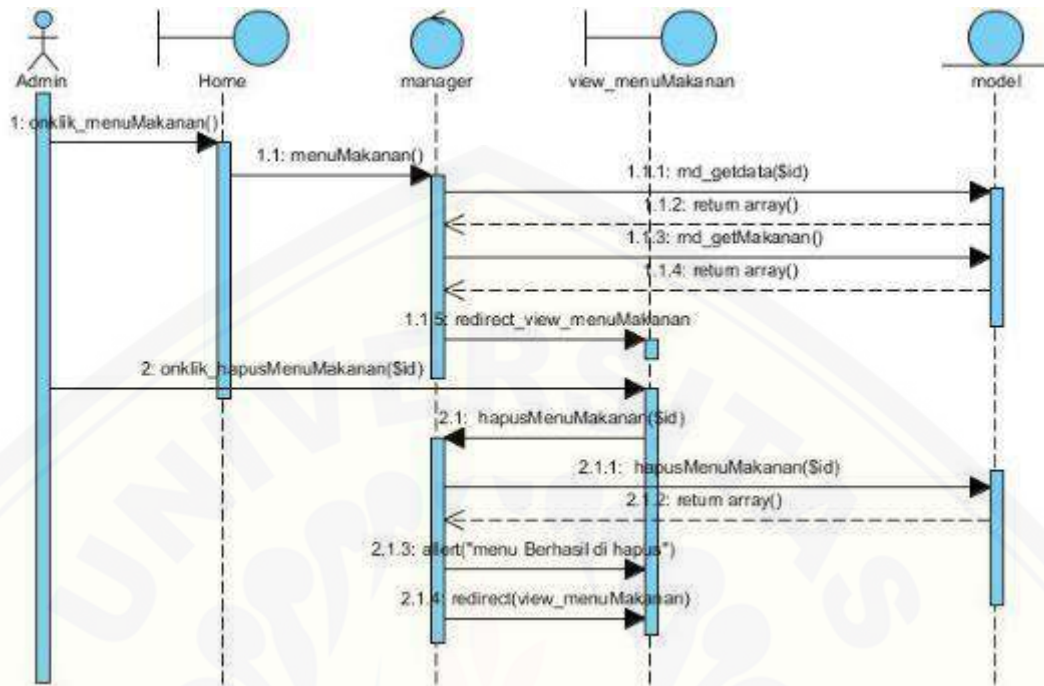 Admin
Home
manager
view_menuMakanan
model
1: onklik_menuMakanan()
1.1: menuMakanan()
1.1.1: md_getdata($id)
1.1.2: return array()
1.1.3: md_getMakanan()
1.1.4: return array()
1.1.5: redirect_view_menuMakanan
2: onklik_hapusMenuMakanan($id)
2.1: hapusMenuMakanan($id)
2.1.1: hapusMenuMakanan($id)
2.1.2: return array()
2.1.3: allert("menu Berhasil di hapus")
2.1.4: redirect(view_menuMakanan)
UNIVERSITAS